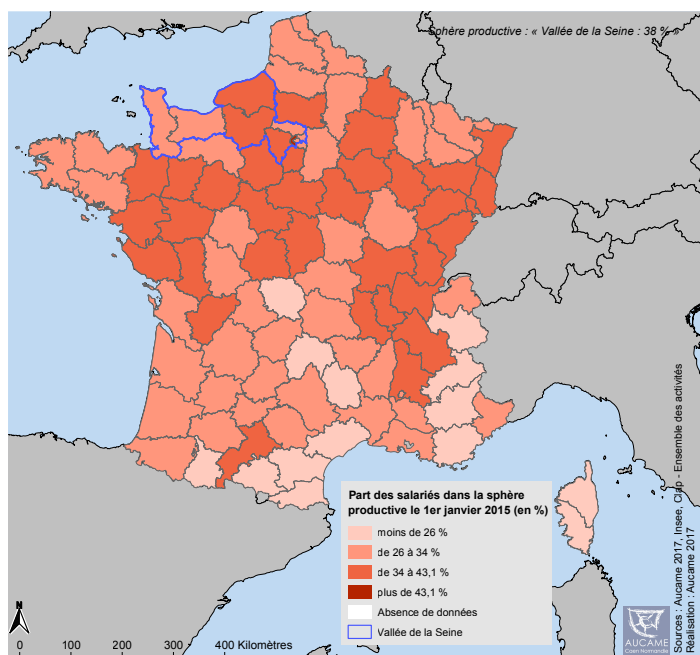 Sphère productive : « Vallée de la Seine : 38 % »
Part des salariés dans la sphère
productive le 1er janvier 2015 (en %)
moins de 26 %
de 26 à 34 %
de 34 à 43,1 %
plus de 43,1 %
Absence de données
Vallée de la Seine
N
0 100 200 300 400 Kilomètres
Sources : Aucame 2017, Insee, Clap - Ensemble des activités
Réalisation : Aucame 2017
AUCAME
Caen Normandie